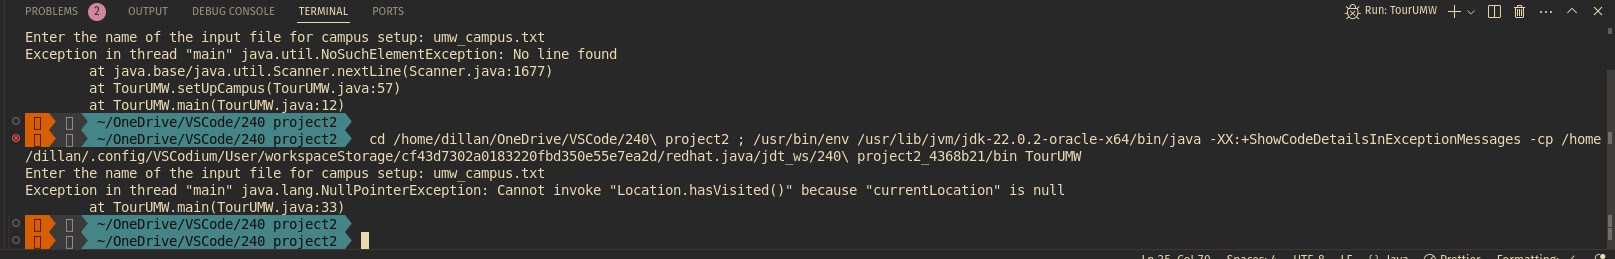 PROBLEMS 2 OUTPUT DEBUG CONSOLE TERMINAL PORTS Run: TourUMW
Enter the name of the input file for campus setup: umw_campus.txt
Exception in thread "main" java.util.NoSuchElementException: No line found
at java.base/java.util.Scanner.nextLine(Scanner.java:1677)
at TourUMW.setUpCampus(TourUMW.java:57)
at TourUMW.main(TourUMW.java:12)
~/OneDrive/VSCode/240 project2
~/OneDrive/VSCode/240 project2 cd /home/dillan/OneDrive/VSCode/240\ project2 ; /usr/bin/env /usr/lib/jvm/jdk-22.0.2-oracle-x64/bin/java -XX:+ShowCodeDetailsInExceptionMessages -cp /home
/dillan/.config/VSCodium/User/workspaceStorage/cf43d7302a0183220fbd350e55e7ea2d/redhat.java/jdt_ws/240\ project2_4368b21/bin TourUMW
Enter the name of the input file for campus setup: umw_campus.txt
Exception in thread "main" java.lang.NullPointerException: Cannot invoke "Location.hasVisited()" because "currentLocation" is null
at TourUMW.main(TourUMW.java:33)
~/OneDrive/VSCode/240 project2
~/OneDrive/VSCode/240 project2